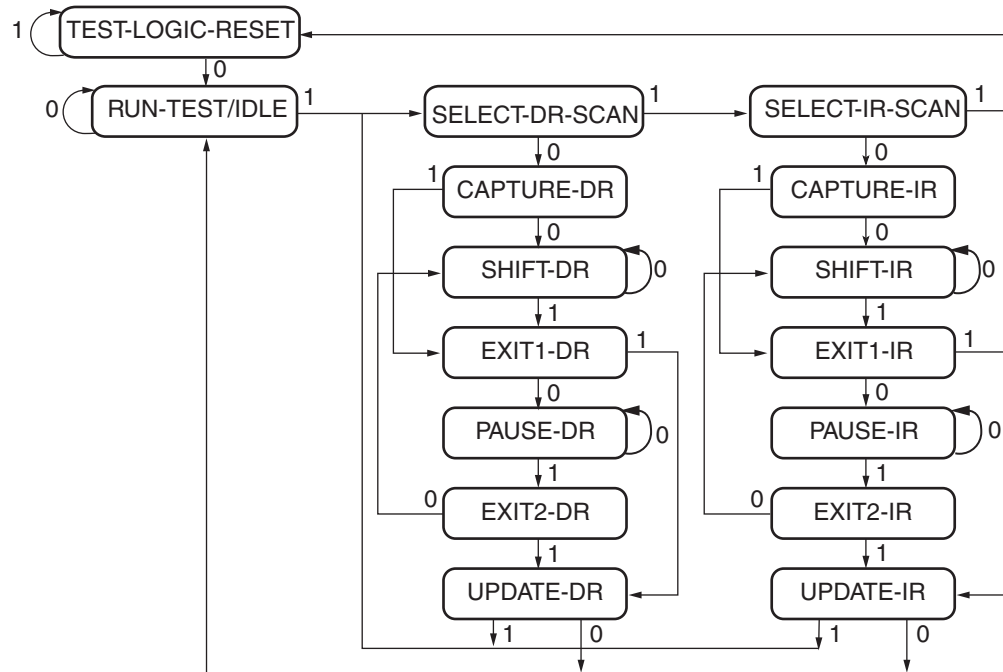 1 TEST-LOGIC-RESET
0
0 RUN-TEST/IDLE 1
SELECT-DR-SCAN 1
SELECT-IR-SCAN 1
0 0
1 CAPTURE-DR
1 CAPTURE-IR
0 0
SHIFT-DR 0
SHIFT-IR 0
1 1
EXIT1-DR 1
EXIT1-IR 1
0 0
PAUSE-DR 0
PAUSE-IR 0
1 1
0 EXIT2-DR
0 EXIT2-IR
1 1
UPDATE-DR
UPDATE-IR
1 0
1 0